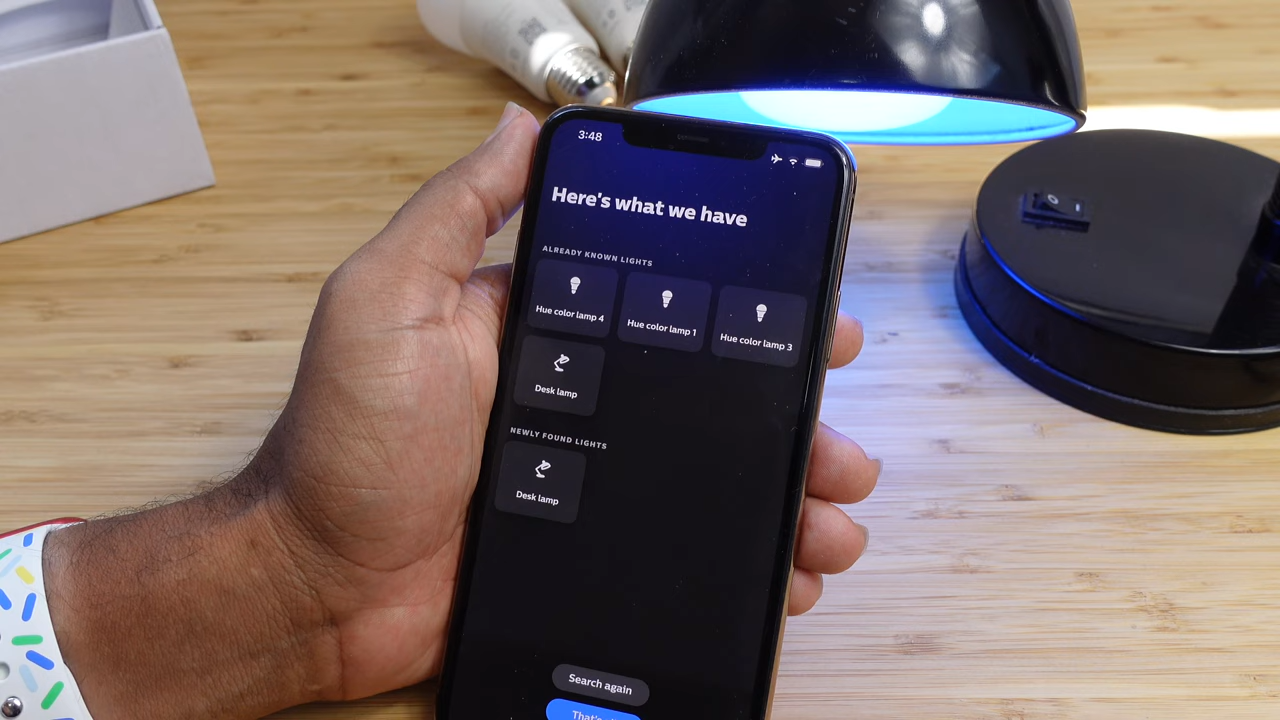 3:48
Here's what we have
ALREADY KNOWN LIGHTS
Hue color lamp 4
Hue color lamp 1
Hue color lamp 3
Desk lamp
NEWLY FOUND LIGHTS
Desk lamp
Search again
That's